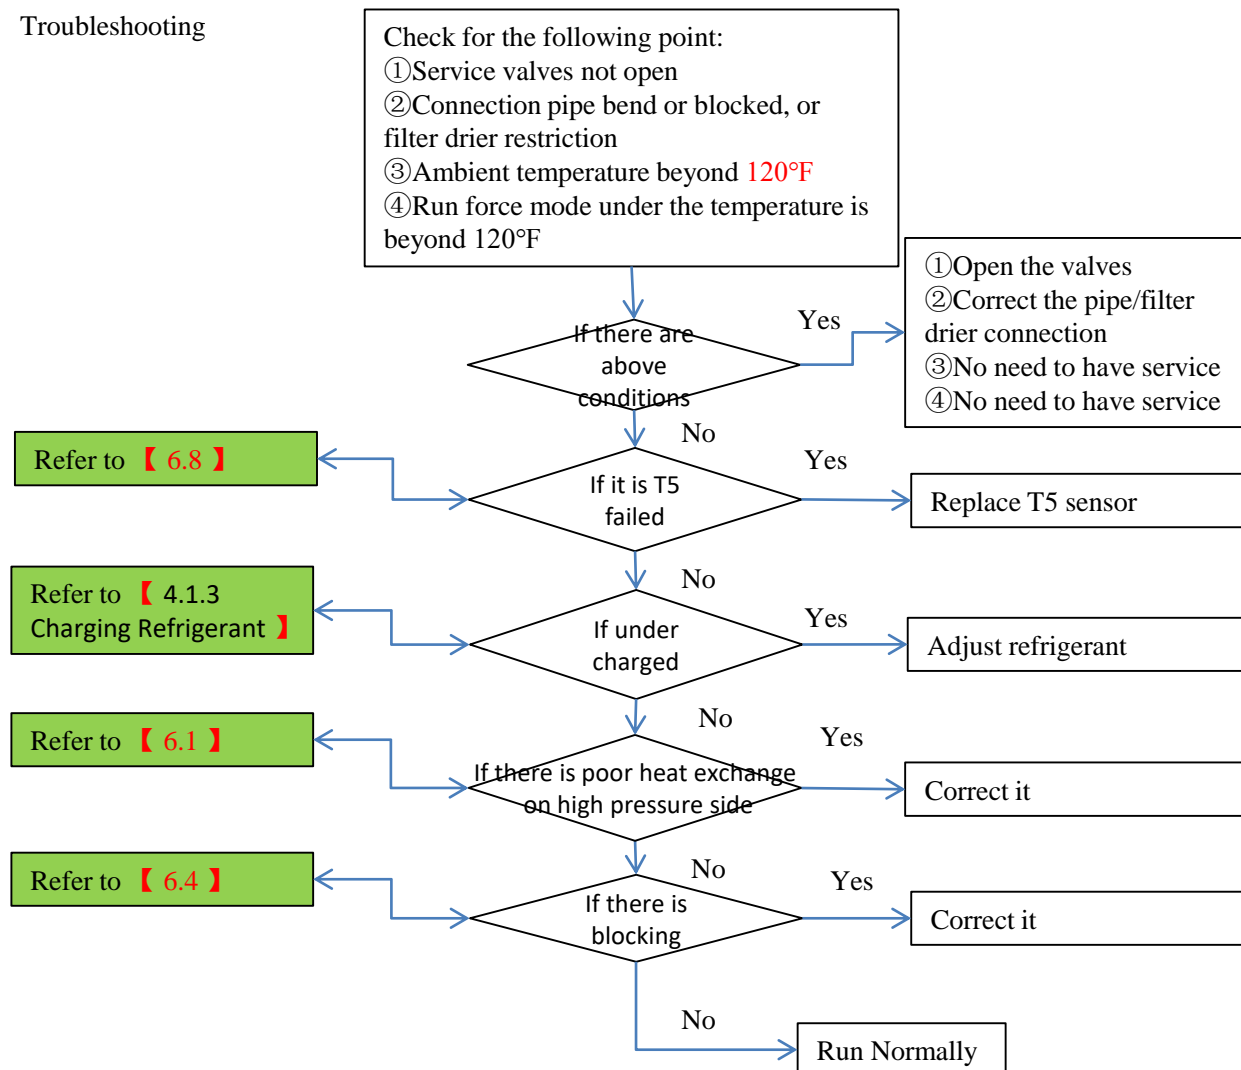 Troubleshooting
Check for the following point:
①Service valves not open
②Connection pipe bend or blocked, or
filter drier restriction
③Ambient temperature beyond 120°F
④Run force mode under the temperature is
beyond 120°F
①Open the valves
②Correct the pipe/filter
drier connection
③No need to have service
④No need to have service
Yes
If there are
above
conditions
No
Refer to 【 6.8 】
Yes
If it is T5
failed
Replace T5 sensor
No
Refer to 【 4.1.3
Charging Refrigerant 】
Yes
If under
charged
Adjust refrigerant
No
Refer to 【 6.1 】
Yes
If there is poor heat exchange
on high pressure side
Correct it
No
Refer to 【 6.4 】
Yes
If there is
blocking
Correct it
No
Run Normally